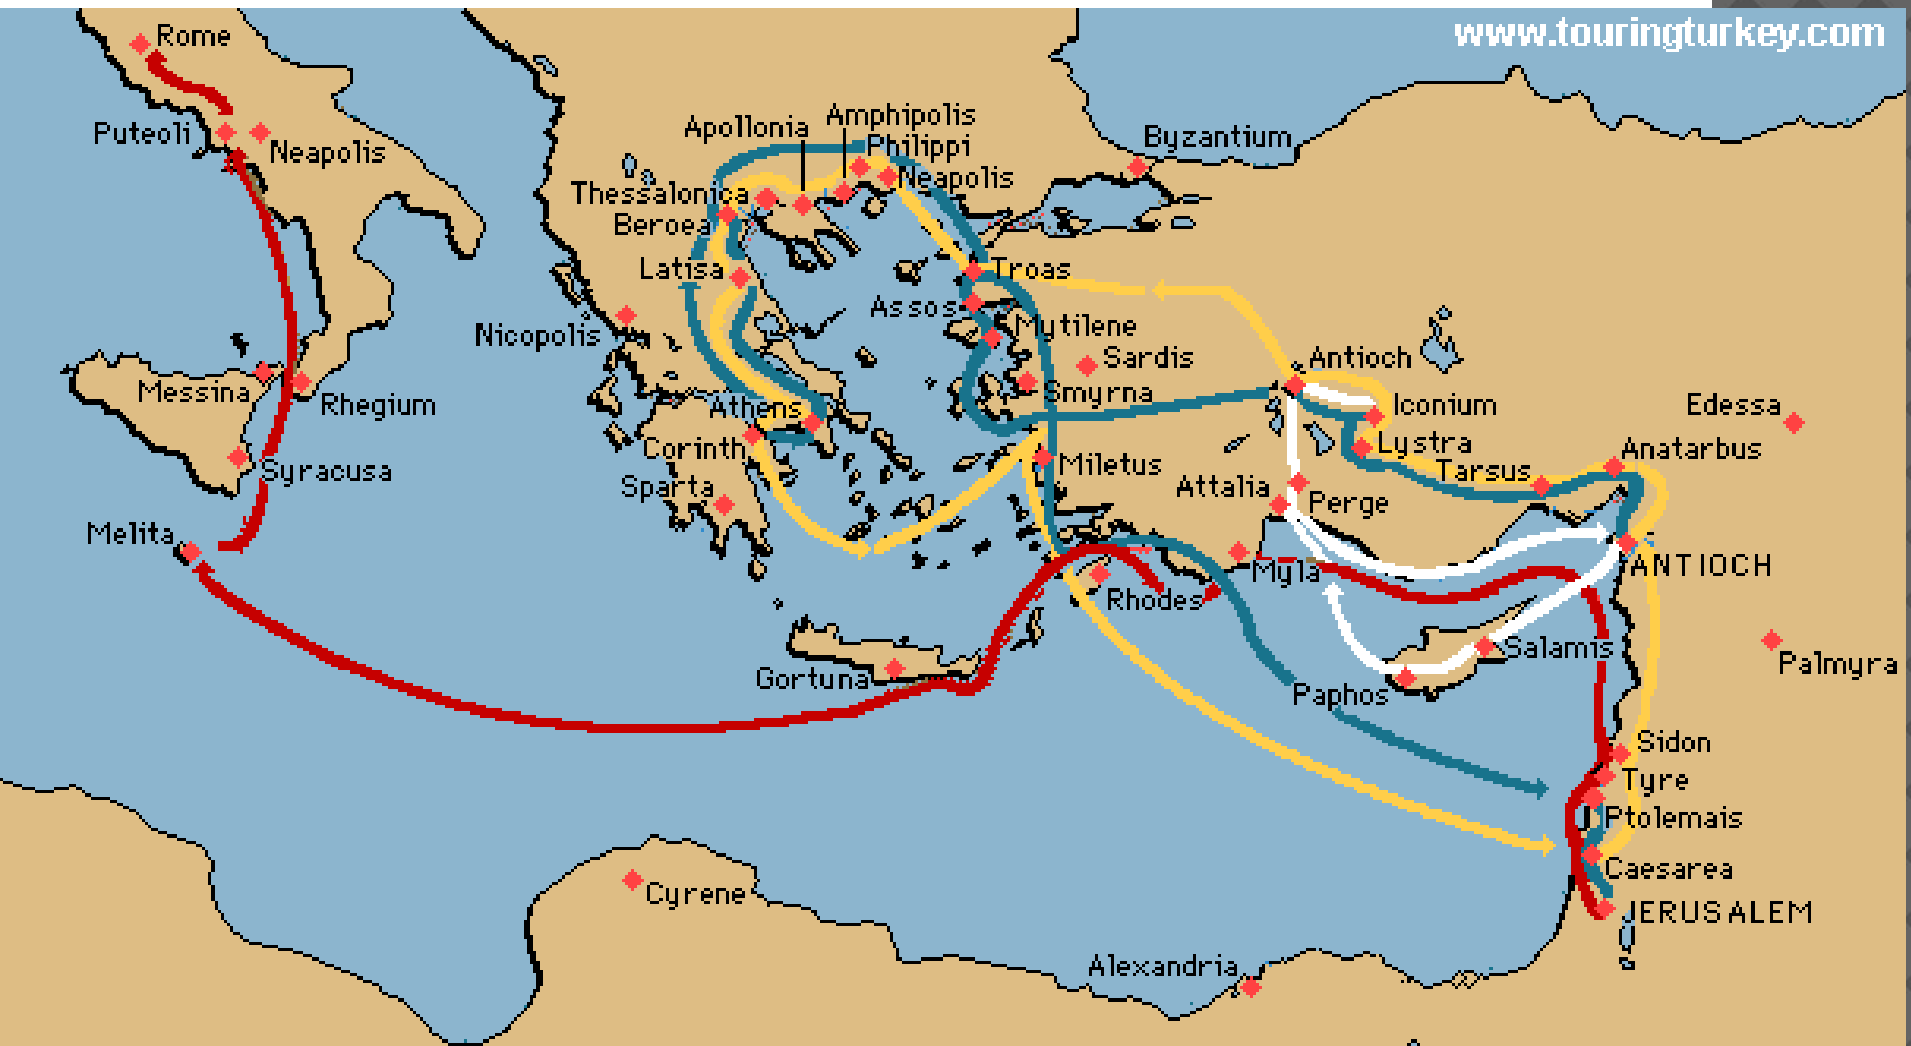 www.touringturkey.com
Rome
Puteoli
Neapolis
Apollonia
Amphipolis
Philippi
Neapolis
Byzantium
Thessalonica
Beroea
Latisa
Troas
Assos
Nicopolis
Mytilene
Sardis
Smyrna
Antioch
Iconium
Edessa
Messina
Rhegium
Athens
Corinth
Lystra
Tarsus
Anatarbus
Syracusa
Sparta
Miletus
Attalia
Perge
Melita
Myla
ANTIOCH
Rhodes
Salamis
Palmyra
Gortuna
Paphos
Sidon
Tyre
Ptolemais
Caesarea
Cyrene
JERUSALEM
Alexandria